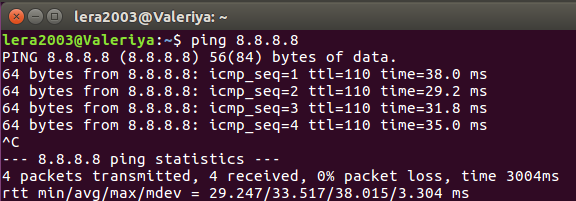 lera2003@Valeriya: ~
lera2003@Valeriya:~$ ping 8.8.8.8
PING 8.8.8.8 (8.8.8.8) 56(84) bytes of data.
64 bytes from 8.8.8.8: icmp_seq=1 ttl=110 time=38.0 ms
64 bytes from 8.8.8.8: icmp_seq=2 ttl=110 time=29.2 ms
64 bytes from 8.8.8.8: icmp_seq=3 ttl=110 time=31.8 ms
64 bytes from 8.8.8.8: icmp_seq=4 ttl=110 time=35.0 ms
^C
--- 8.8.8.8 ping statistics ---
4 packets transmitted, 4 received, 0% packet loss, time 3004ms
rtt min/avg/max/mdev = 29.247/33.517/38.015/3.304 ms